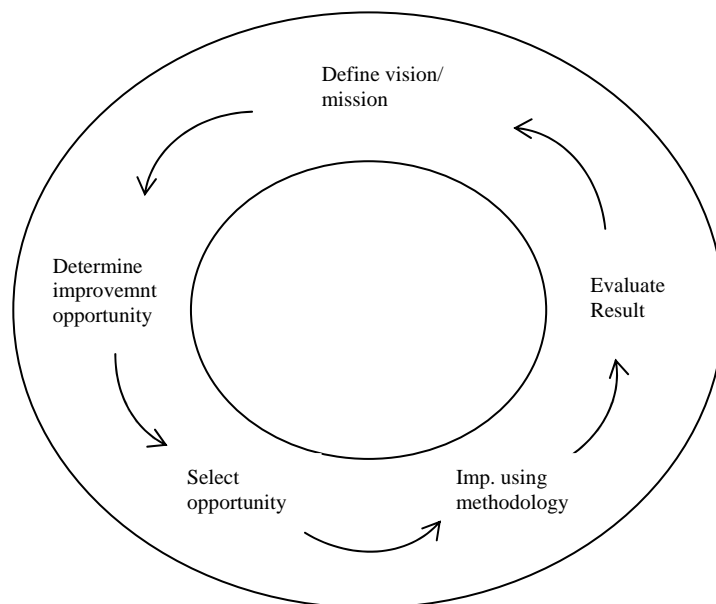 Define vision/
mission
Determine
improvemnt
opportunity
Select
opportunity
Imp. using
methodology
Evaluate
Result